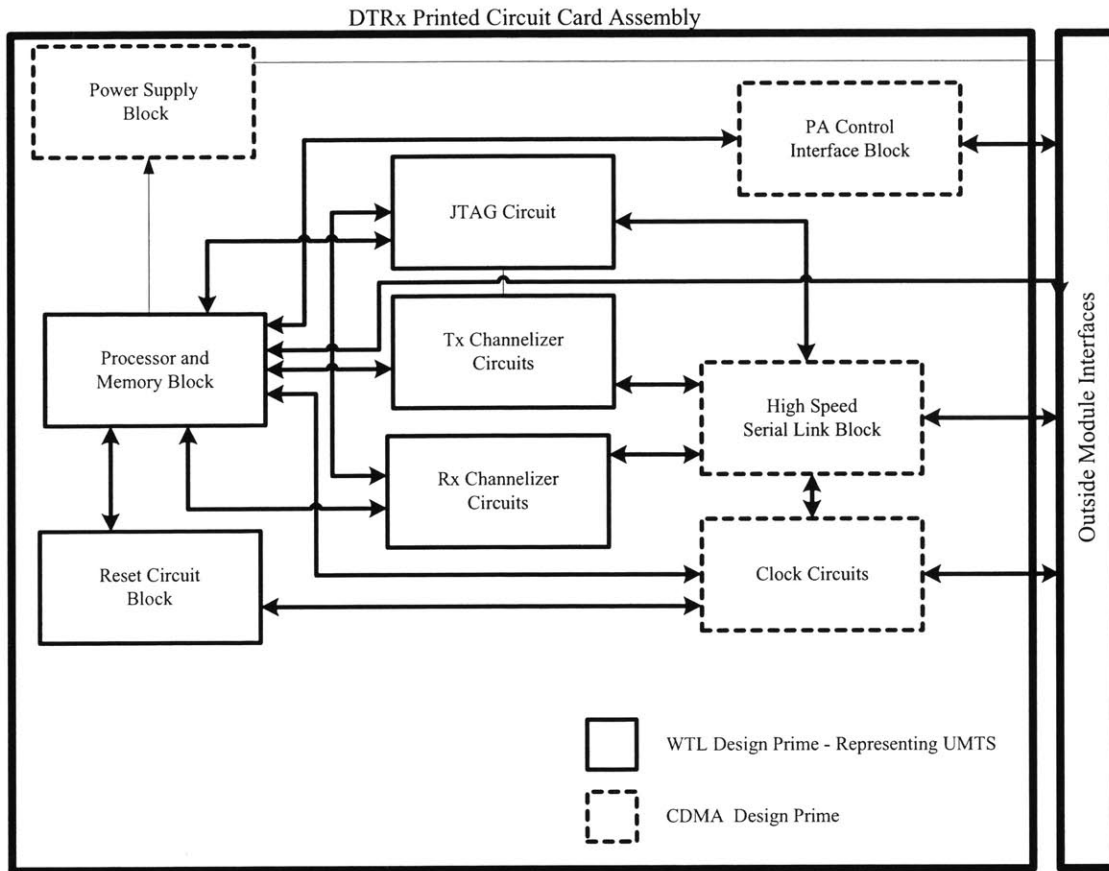 DTRx Printed Circuit Card Assembly
Power Supply
Block
PA Control
Interface Block
JTAG Circuit
Processor and
Memory Block
Tx Channelizer
Circuits
High Speed
Serial Link Block
Rx Channelizer
Circuits
Reset Circuit
Block
Clock Circuits
Outside Module Interfaces
WTL Design Prime - Representing UMTS
CDMA Design Prime